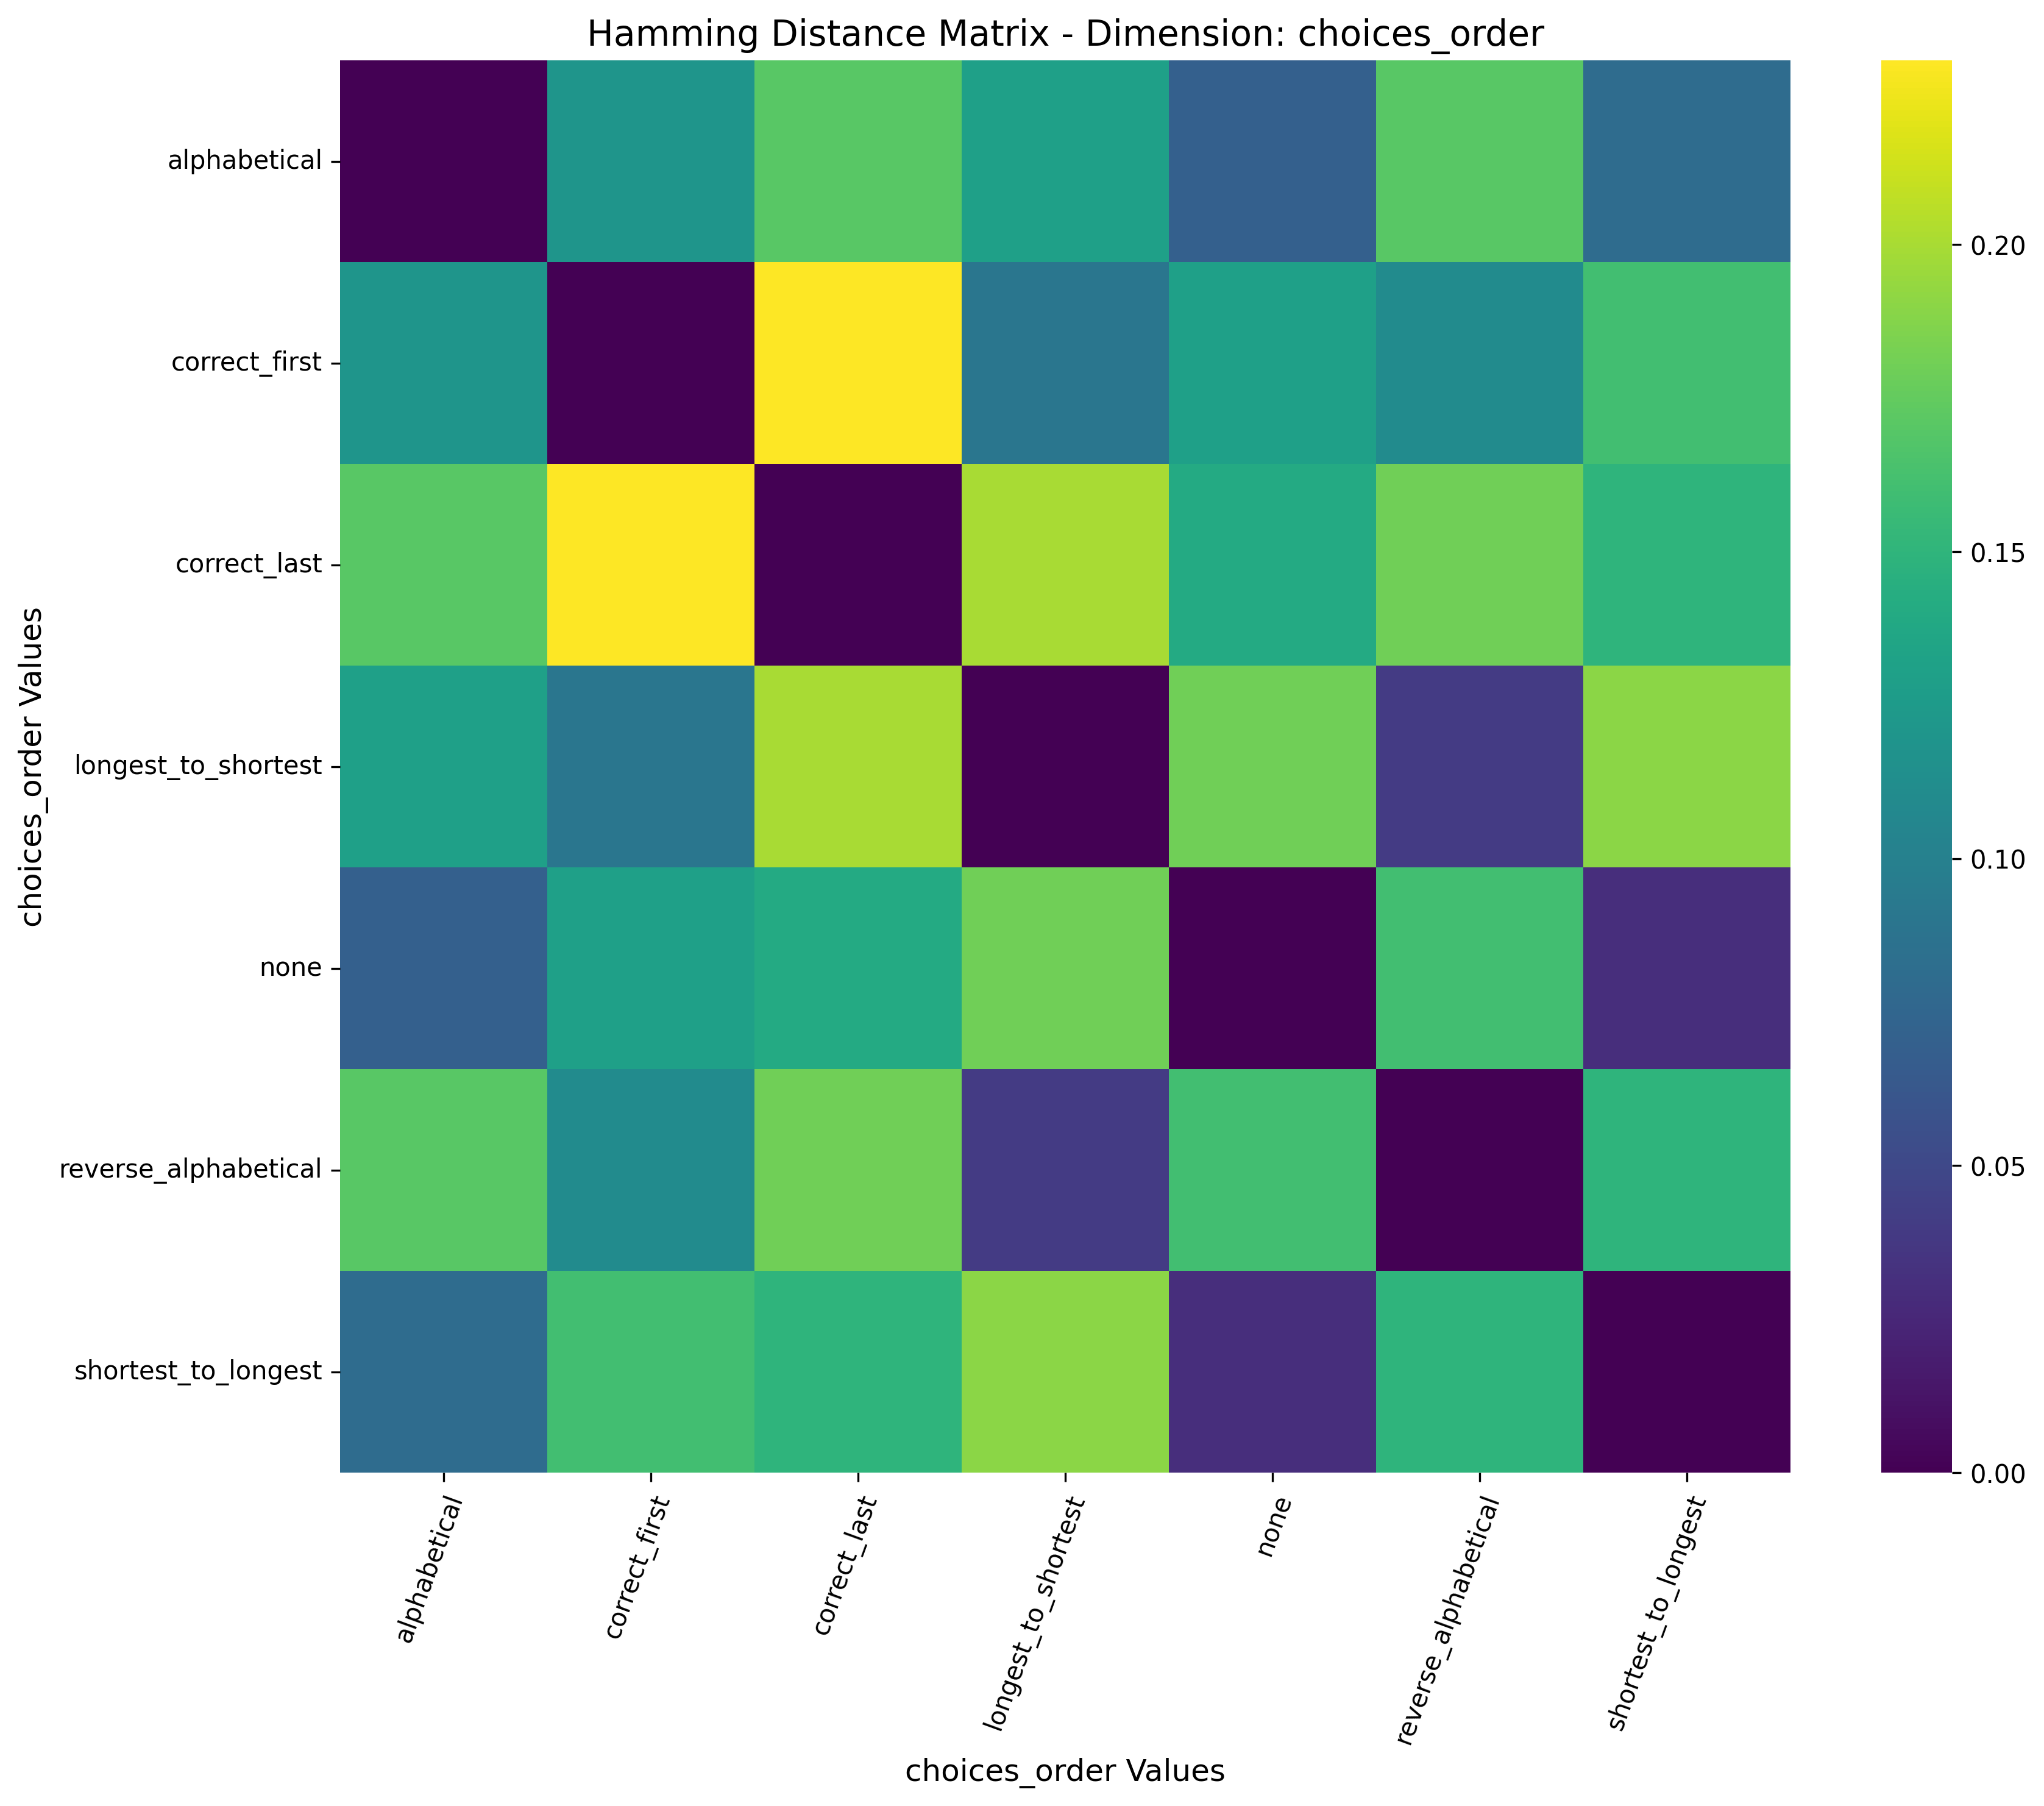 Hamming Distance Matrix - Dimension: choices_order
choices_order Values
alphabetical
correct_first
correct_last
longest_to_shortest
none
reverse_alphabetical
shortest_to_longest
alphabetical
correct_first
correct_last
longest_to_shortest
none
reverse_alphabetical
shortest_to_longest
choices_order Values
0.20
0.15
0.10
0.05
0.00